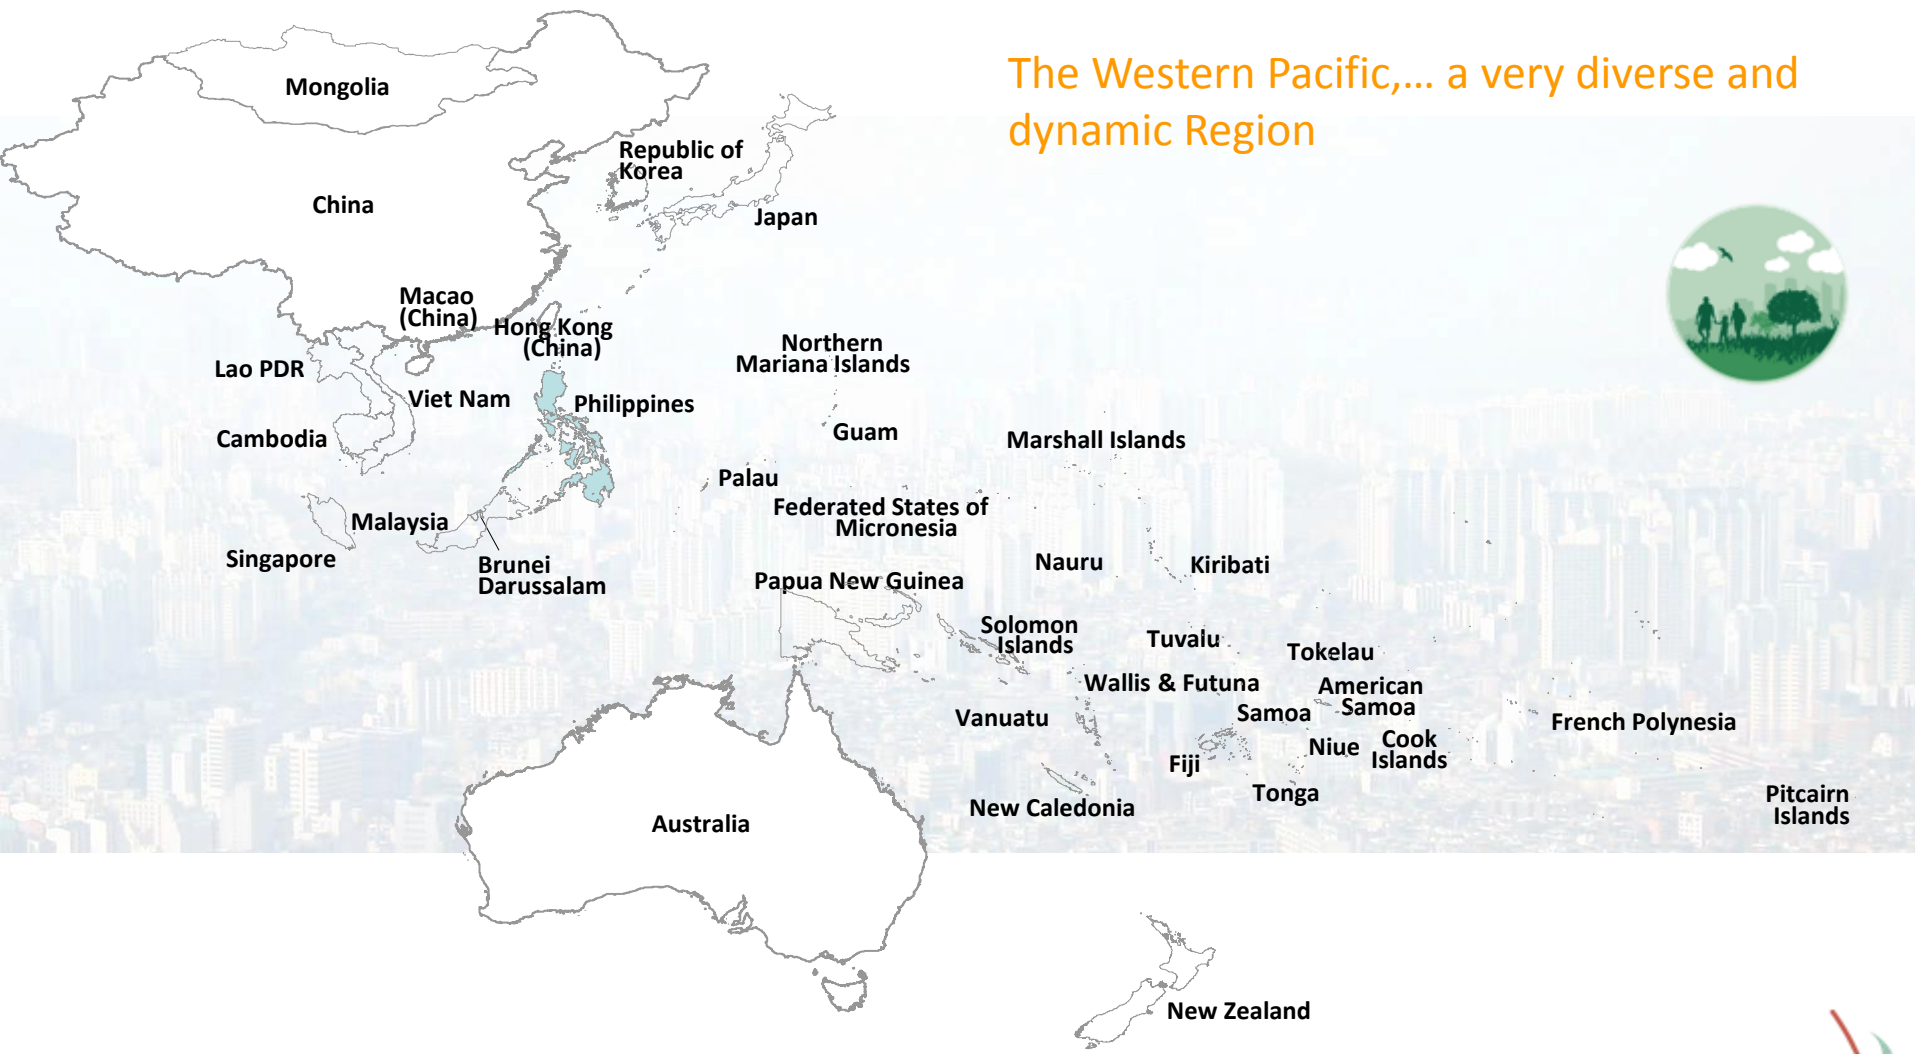 The Western Pacific,... a very diverse and
dynamic Region
Mongolia
Republic of
Korea
China
Japan
Macao
(China)
Hong Kong
(China)
Northern
Mariana Islands
Lao PDR
Viet Nam
Philippines
Guam
Cambodia
Marshall Islands
Palau
Federated States of
Micronesia
Malaysia
Singapore
Brunei
Darussalam
Nauru
Kiribati
Papua New Guinea
Solomon
Islands
Tuvalu
Tokelau
Wallis & Futuna
American
Samoa
Samoa
Vanuatu
French Polynesia
Niue
Cook
Islands
Fiji
Tonga
New Caledonia
Pitcairn
Islands
Australia
New Zealand